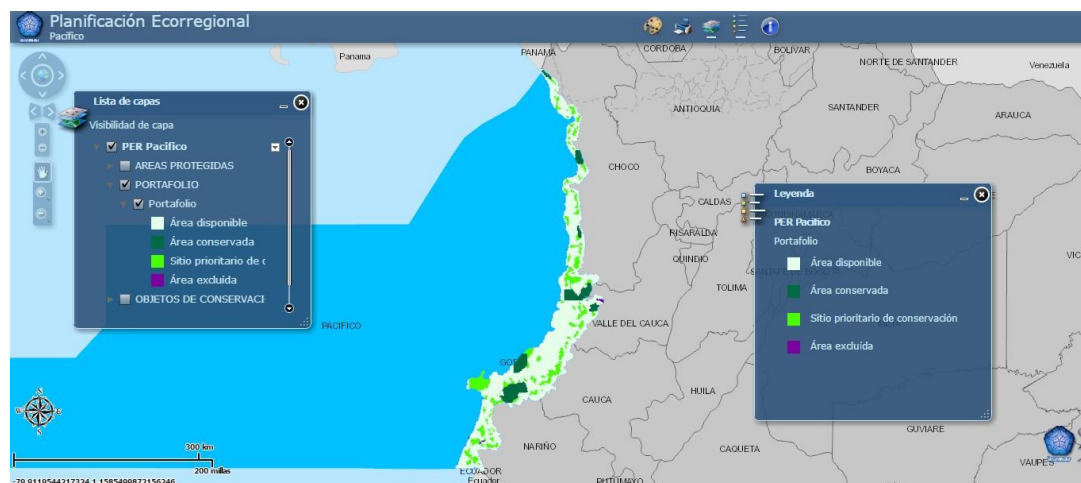 Planificación Ecorregional
Pacífico
Lista de capas
Visibilidad de capa
PER Pacifico
AREAS PROTEGIDAS
PORTAFOLIO
Portafolio
Área disponible
Área conservada
Sitio prioritario de c
Área excluída
OBJETOS DE CONSERVACI
Panama
PANAMA
CORDOBA
BOLIVAR
NORTE DE SANTANDER
Venezuela
ANTIOQUIA
SANTANDER
ARAUCA
CHOCO
BOYACA
CALDAS
RISARALDA
QUINDIO
TOLIMA
VALLE DEL CAUCA
PACIFICO
CAUCA
HUILA
NARIÑO
CAQUETA
GUVIARE
VAUPES
PUTUMAYO
ECUADOR
Ecuador
VIC
Leyenda
PER Pacifico
Portafolio
Área disponible
Área conservada
Sitio prioritario de conservación
Área excluída
N
S
E
300 km
200 millas